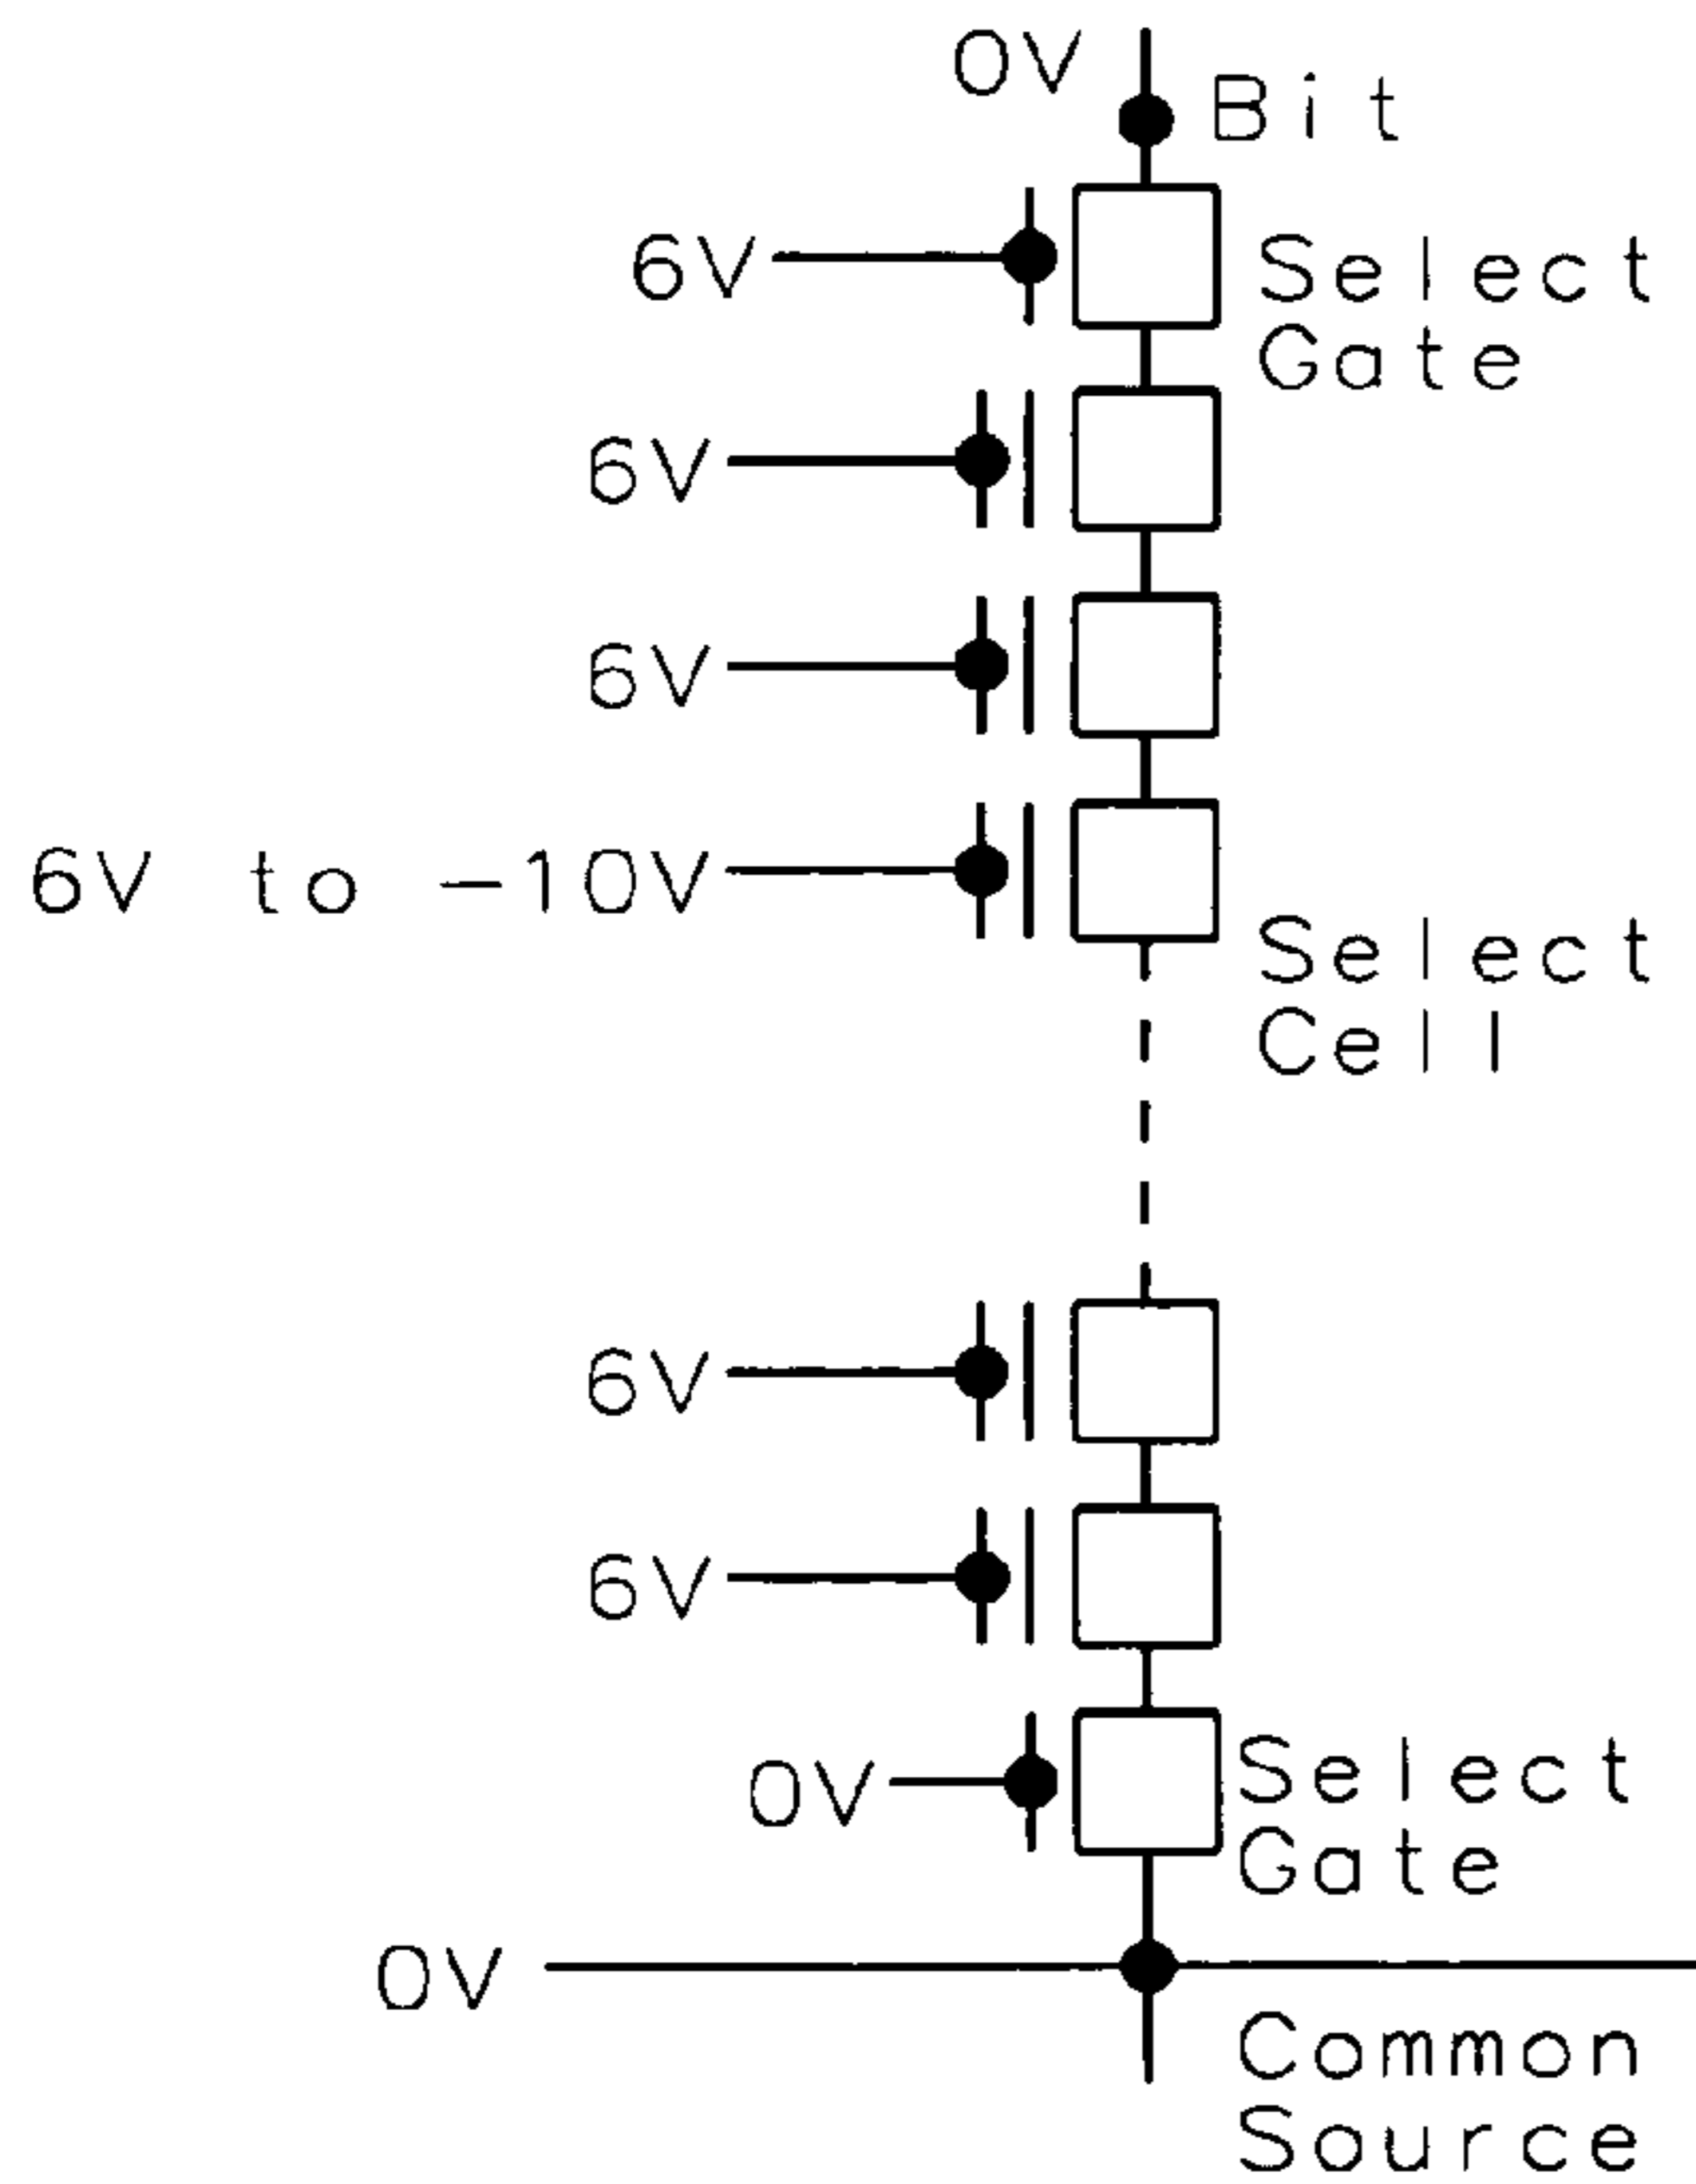 0V
Bit
6V
Select
Gate
6V
6V
6V to -10V
Select
Cell
6V
6V
0V
Select
Gate
0V
Common
Source